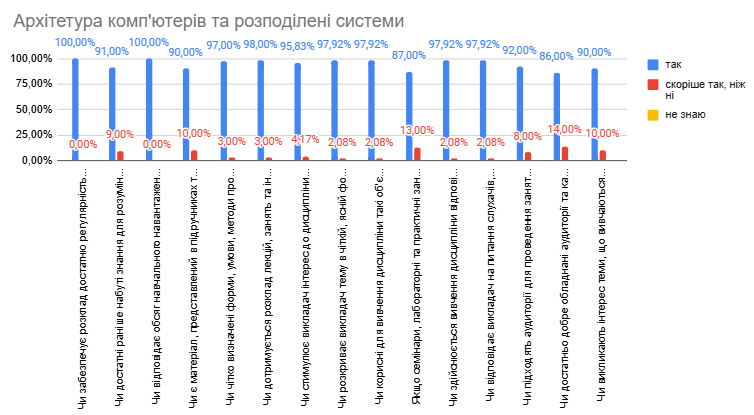 Архітетура комп'ютерів та розподілені системи
100,00% 91,00% 100,00% 90,00% 97,00% 98,00% 95,83% 97,92% 97,92% 87,00% 97,92% 97,92% 92,00% 86,00% 90,00%
100,00%
75,00%
50,00%
25,00%
0,00%
0,00% 9,00% 0,00% 10,00% 3,00% 3,00% 4,17% 2,08% 2,08% 13,00% 2,08% 2,08% 8,00% 14,00% 10,00%
так
скоріше так, ніж
ні
не знаю
Чи забезпечує розклад достатню регулярність...
Чи достатні раніше набуті знання для розумін...
Чи відповідає обсяг навчального навантажен...
Чи є матеріал, представлений в підручниках т...
Чи чітко визначені форми, умови, методи про...
Чи дотримується розклад лекцій, занять та ін...
Чи стимулює викладач інтерес до дисципліни...
Чи розкриває викладач тему в чіткій, ясній фо...
Чи корисні для вивчення дисципліни такі об'є...
Якщо семінари, лабораторні та практичні зан...
Чи здійснюється вивчення дисципліни відпові...
Чи відповідає викладач на питання слухачів,...
Чи підходять аудиторії для проведення занят...
Чи достатньо добре обладнані аудиторії та ка...
Чи викликають інтерес теми, що вивчаються...